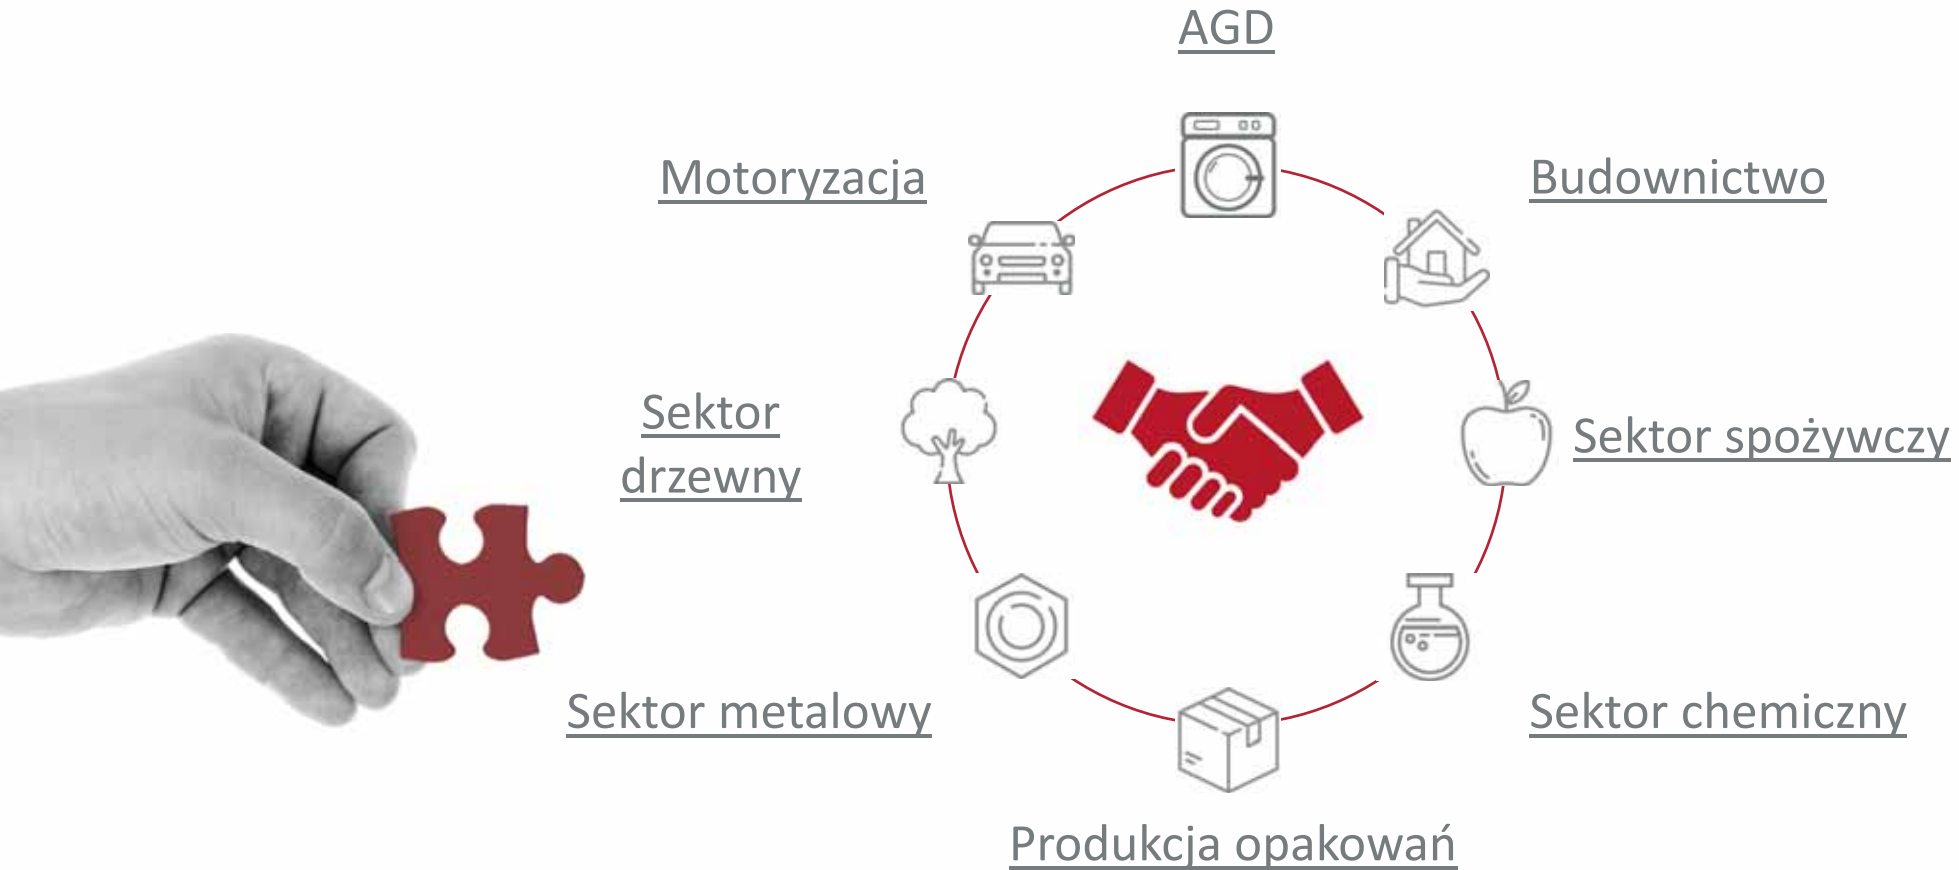 AGD
Motoryzacja
Budownictwo
Sektor
drzewny
Sektor spożywczy
Sektor metalowy
Sektor chemiczny
Produkcja opakowań